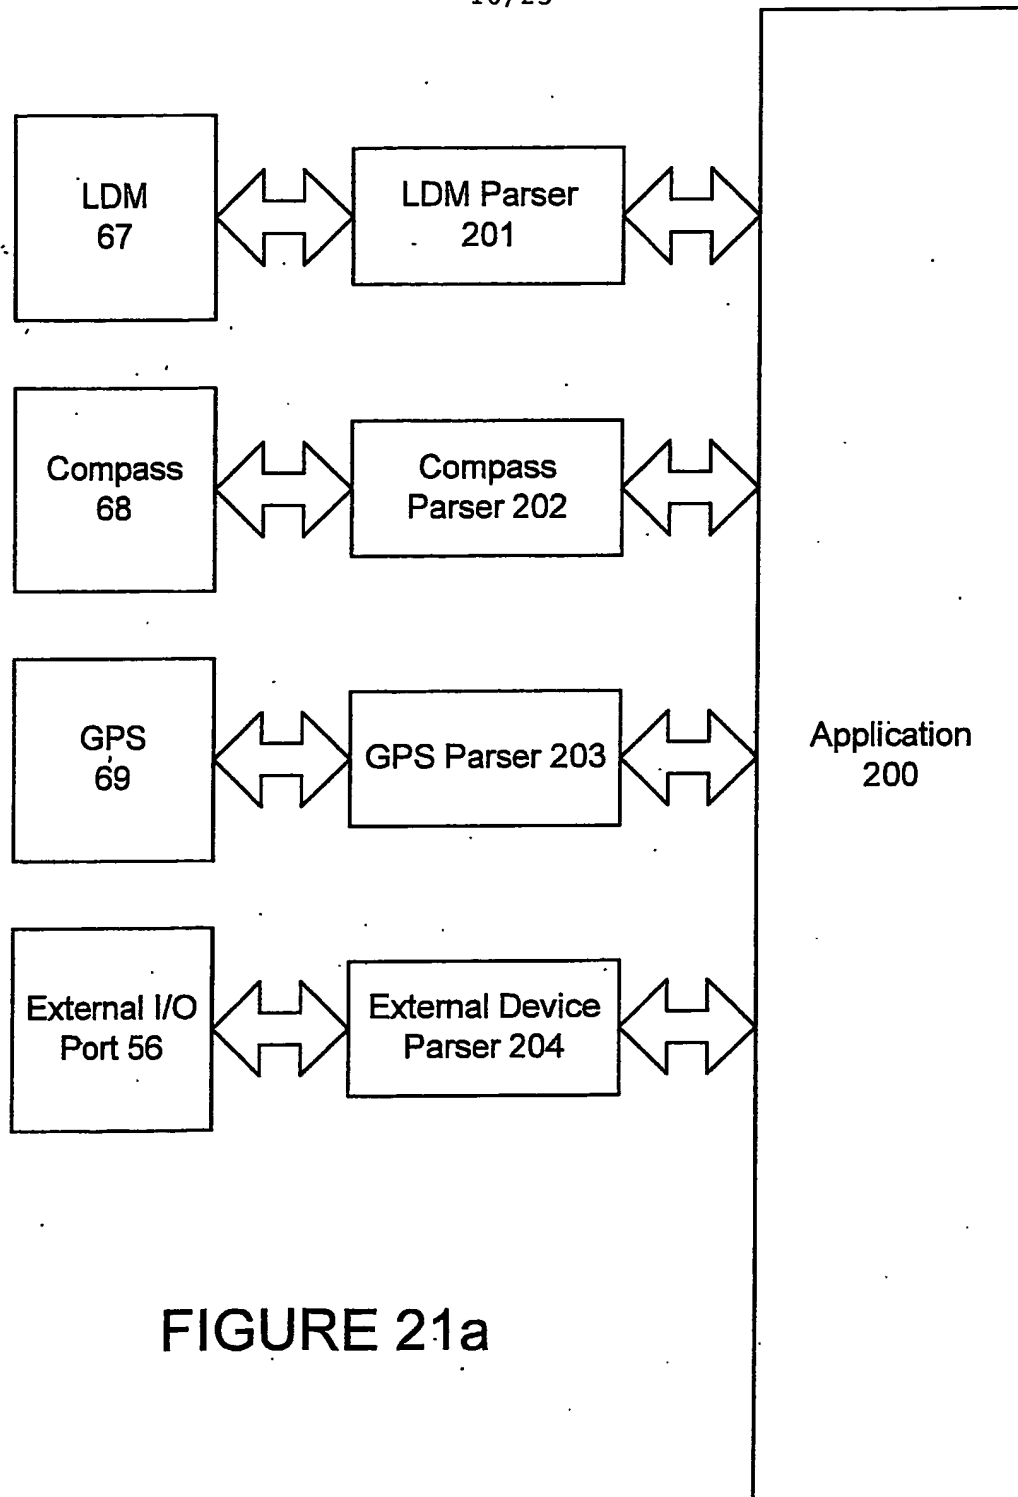 LDM
67
LDM Parser
201
Compass
68
Compass
Parser 202
GPS
69
GPS Parser 203
Application
200
External I/O
Port 56
External Device
Parser 204
FIGURE 21a